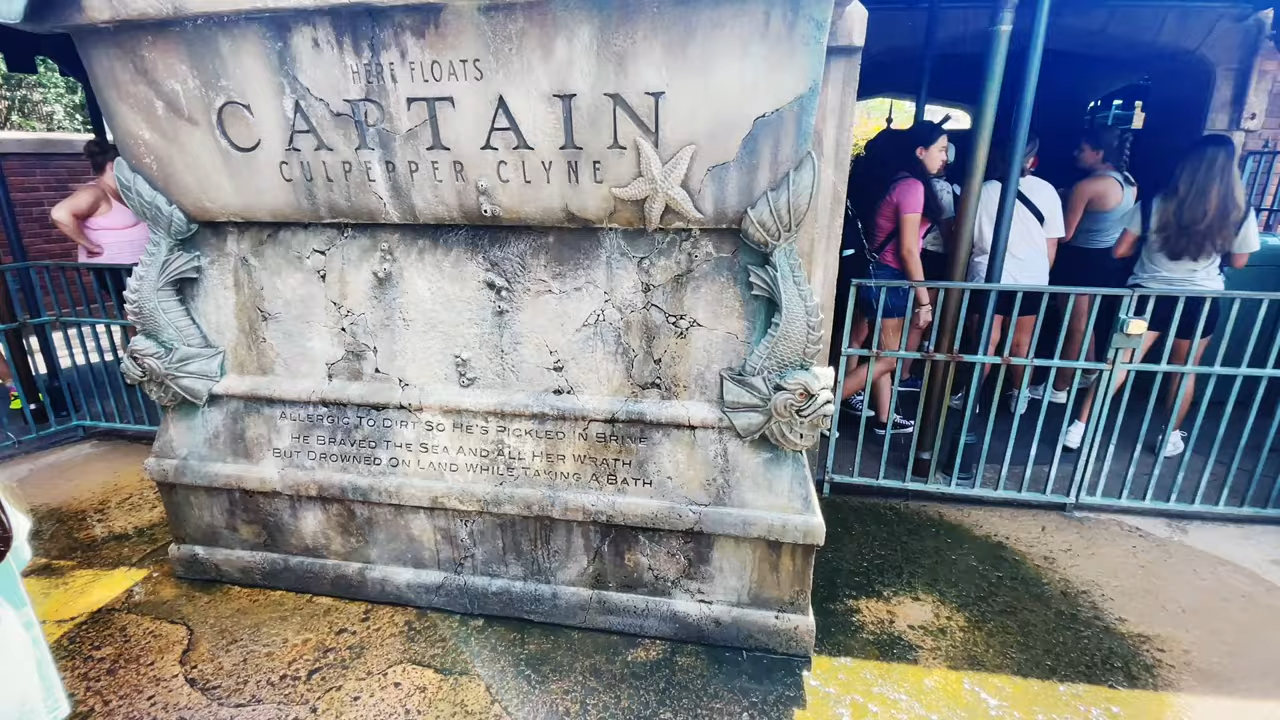 HERE FLOATS
CAPTAIN
CULPEPPER CLYNE
ALLERGIC TO DIRT SO HE'S PICKLED IN BRINE
HE BRAVED THE SEA AND ALL HER WRATH
BUT DROWNED ON LAND WHILE TAKING A BATH